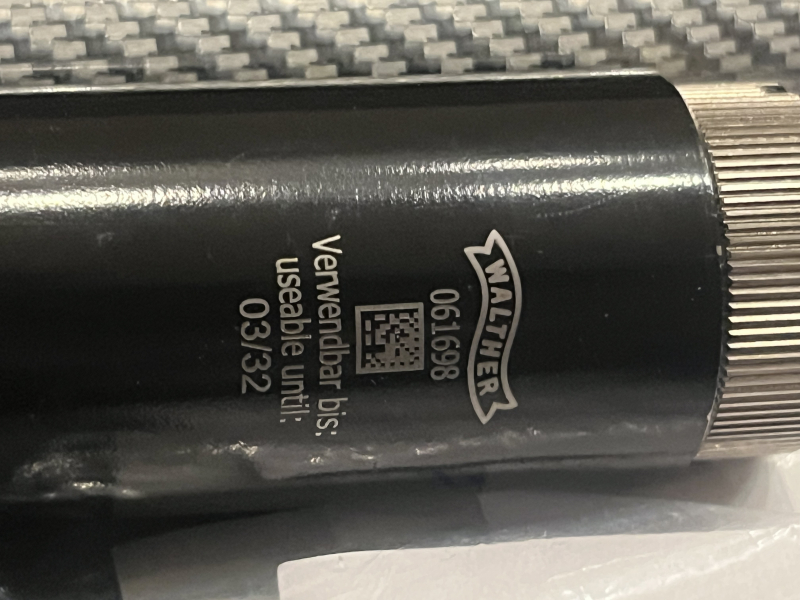 WALTHER
061698
Verwendbar bis:
useable until:
03/32